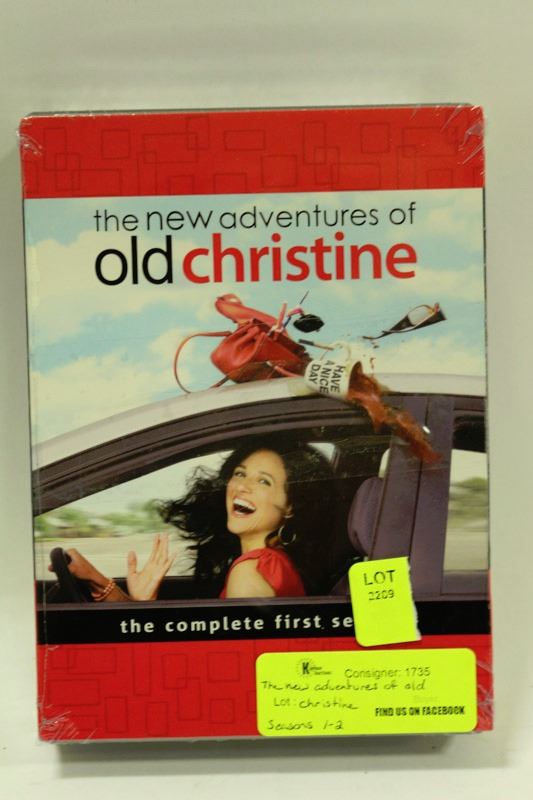 the new adventures of
old christine
HAVE
A NICE
DAY
LOT
2209
the complete first se
K
Consigner: 1735
The new adventures of old
Lot: christine
FIND US ON FACEBOOK
Seasons 1-2